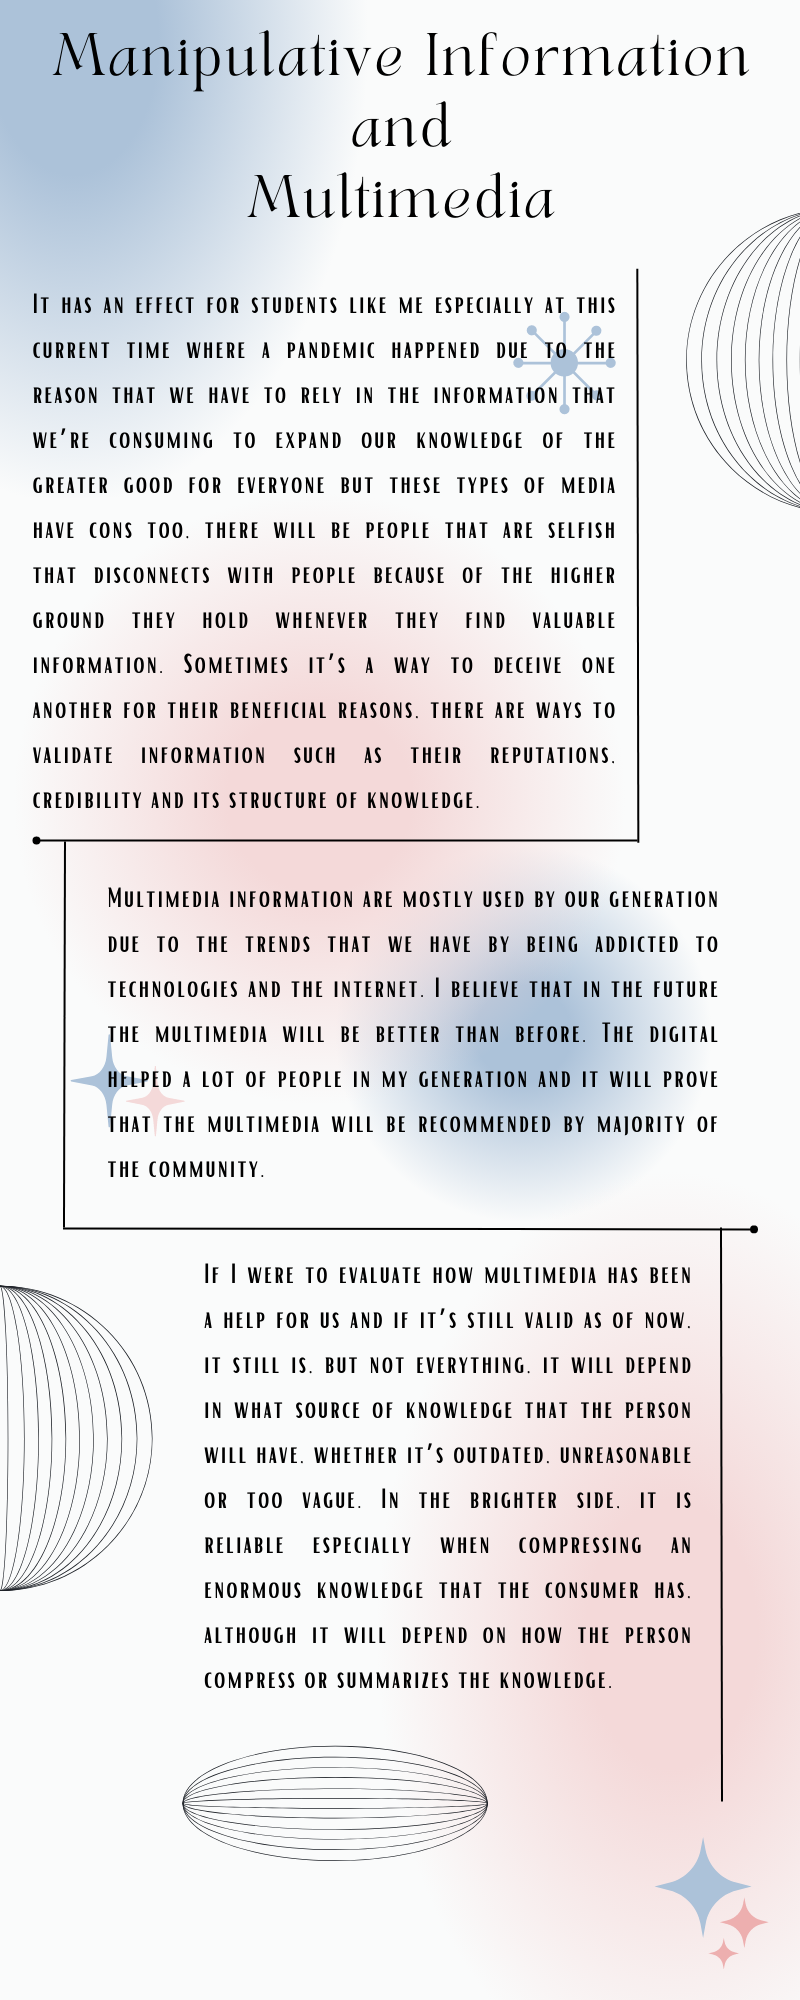 Manipulative Information
and
Multimedia
It has an effect for students like me especially at this
current time where a pandemic happened due to the
reason that we have to rely in the information that
we're consuming to expand our knowledge of the
greater good for everyone but these types of media
have cons too. there will be people that are selfish
that disconnects with people because of the higher
ground they hold whenever they find valuable
information. Sometimes it's a way to deceive one
another for their beneficial reasons. there are ways to
validate information such as their reputations,
credibility and its structure of knowledge.
Multimedia information are mostly used by our generation
due to the trends that we have by being addicted to
technologies and the internet. I believe that in the future
the multimedia will be better than before. The digital
helped a lot of people in my generation and it will prove
that the multimedia will be recommended by majority of
the community.
If I were to evaluate how multimedia has been
a help for us and if it's still valid as of now,
it still is. but not everything. it will depend
in what source of knowledge that the person
will have. whether it's outdated, unreasonable
or too vague. In the brighter side, it is
reliable especially when compressing an
enormous knowledge that the consumer has.
although it will depend on how the person
compress or summarizes the knowledge.